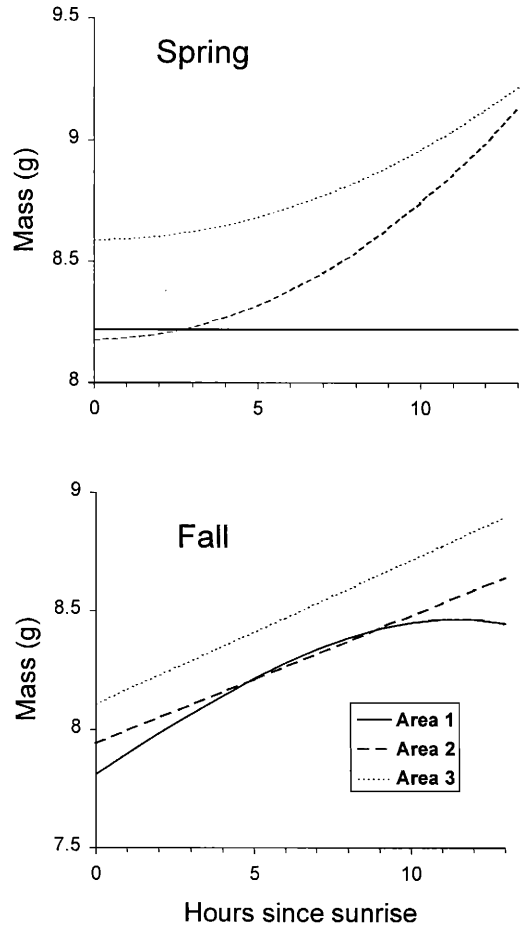 Spring
Mass (g)
9.5
9
8.5
8
0 5 10
Fall
Mass (g)
9
8.5
8
7.5
Area 1
Area 2
Area 3
0 5 10
Hours since sunrise